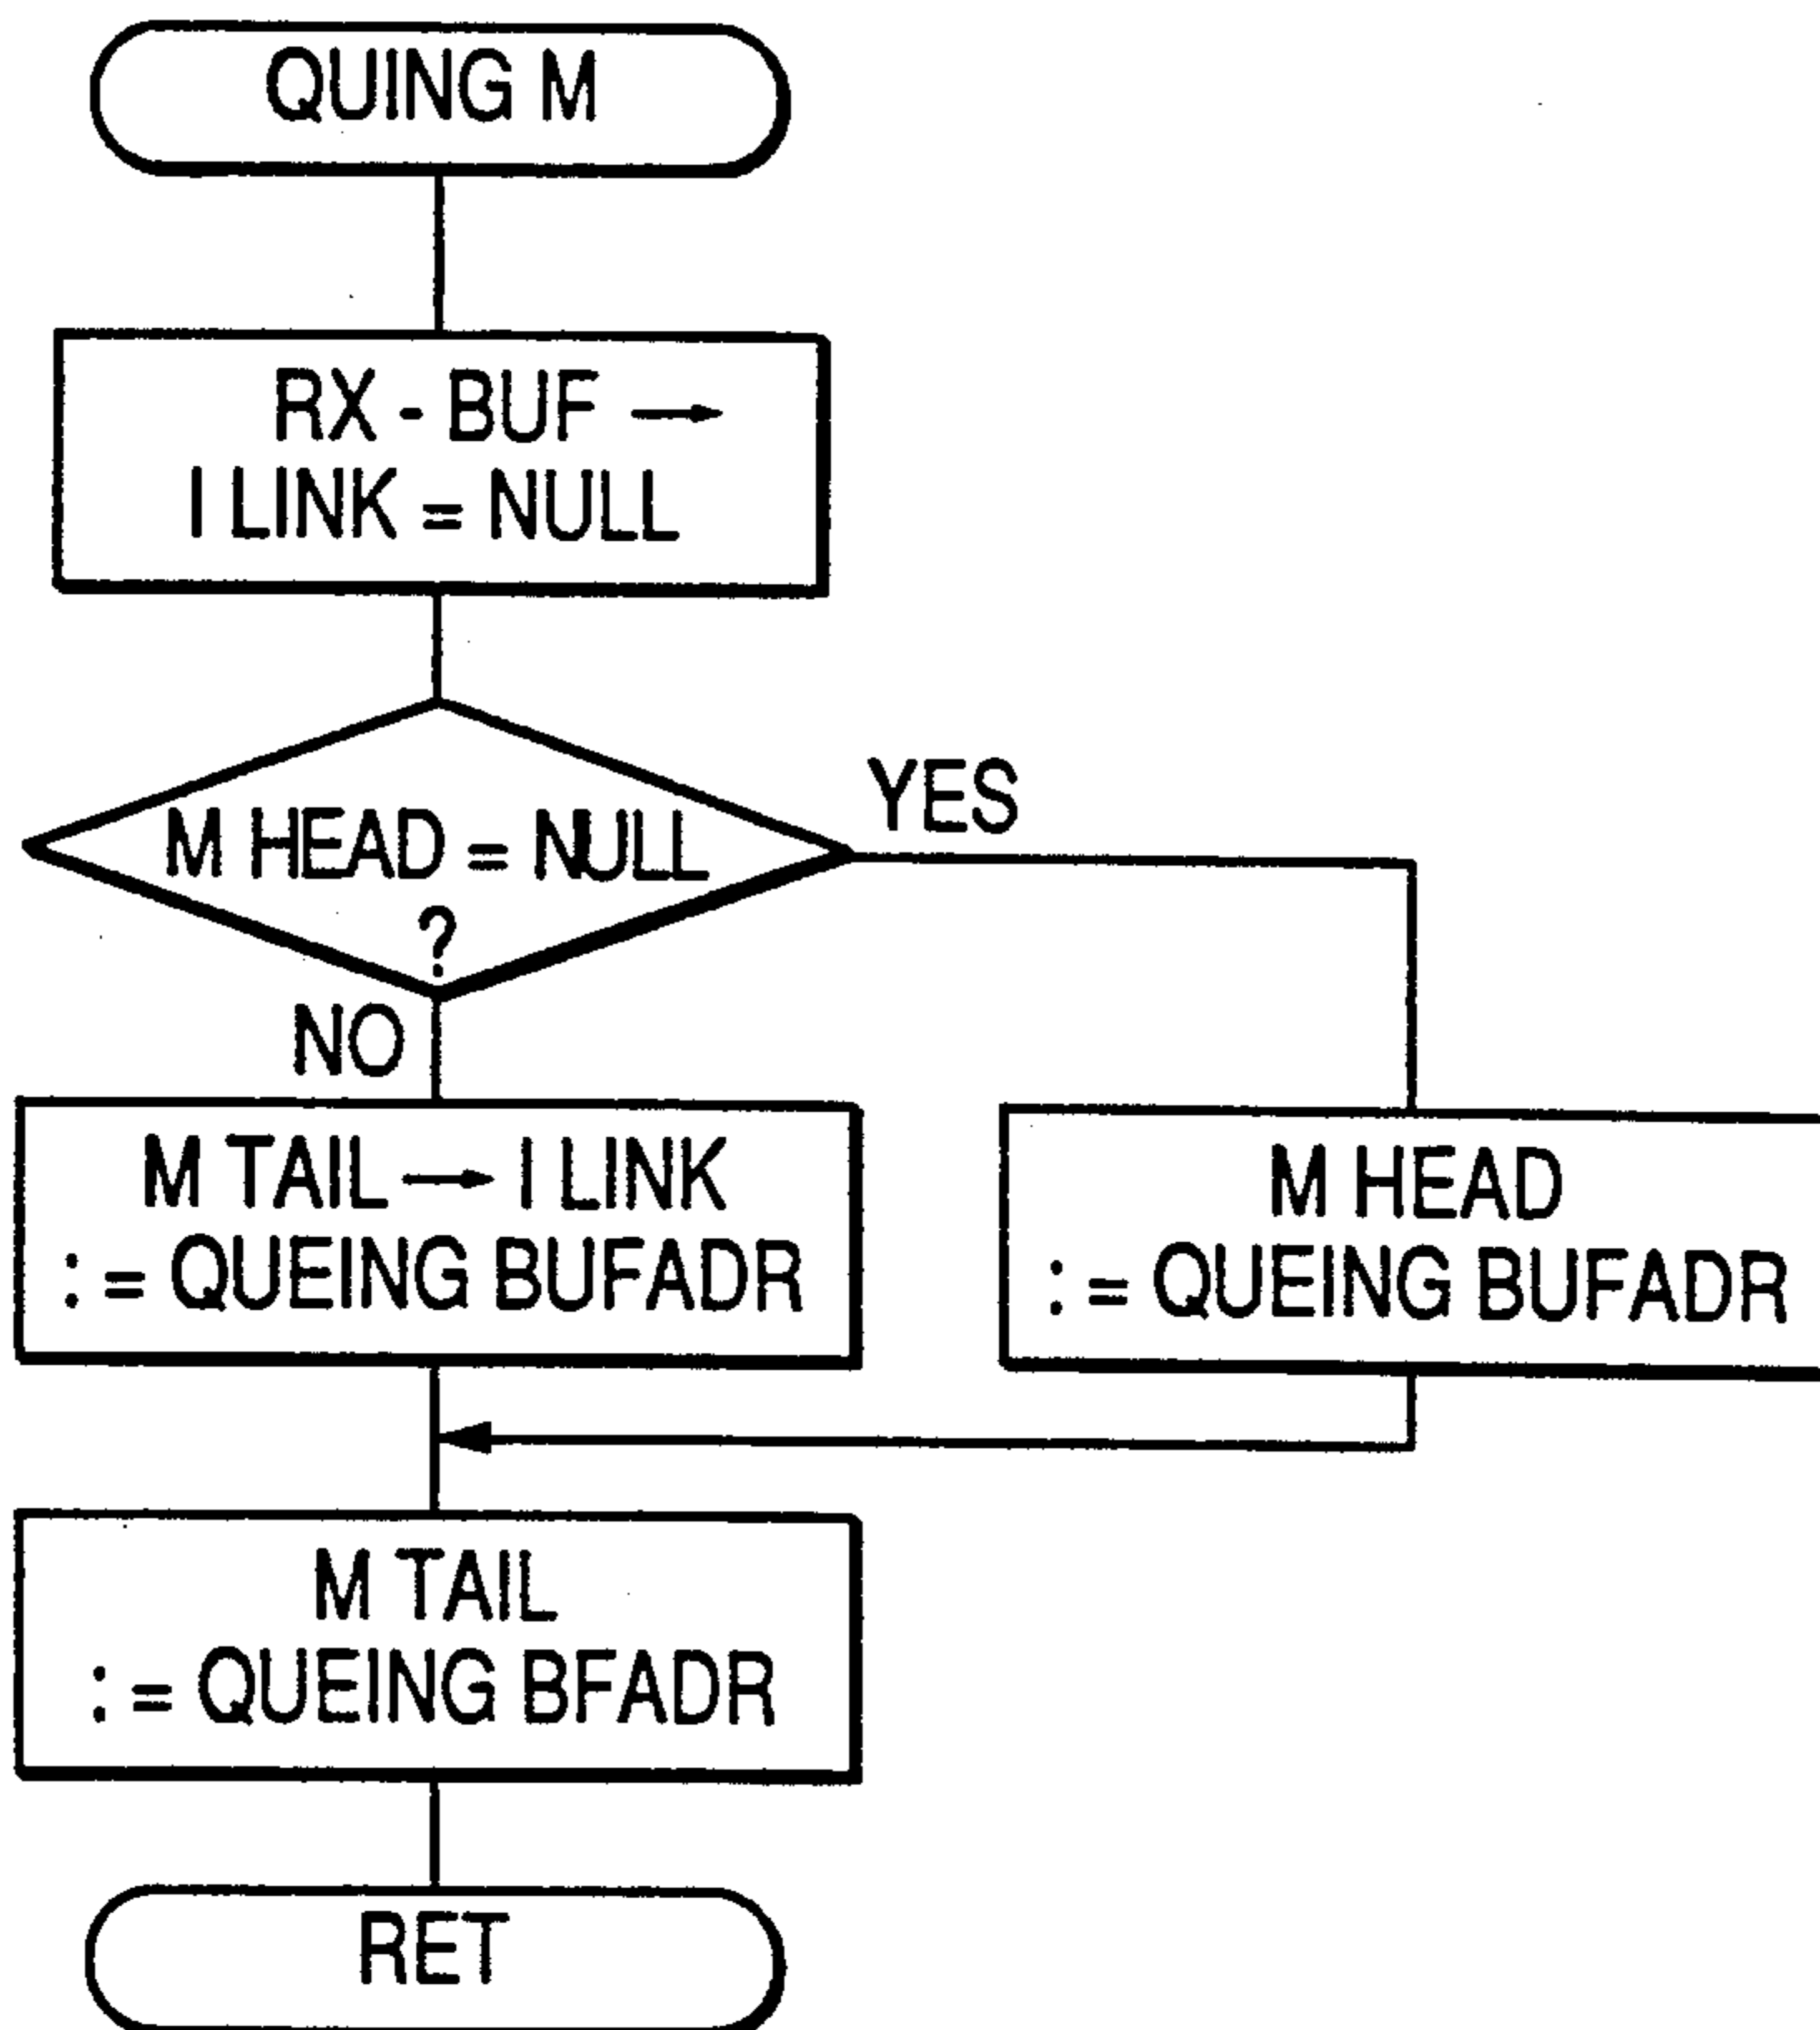 QUING M
RX - BUF →
I LINK = NULL
M HEAD = NULL
?
YES
NO
M TAIL → I LINK
: = QUEING BUFADR
M HEAD
: = QUEING BUFADR
M TAIL
: = QUEING BFADR
RET